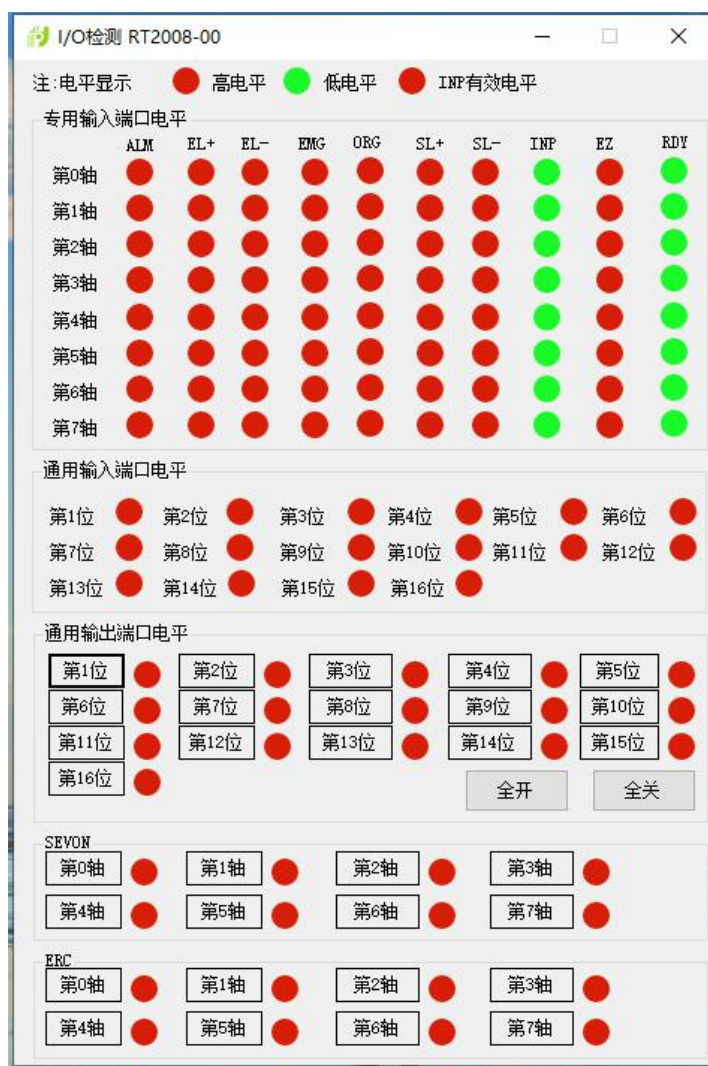 I/O检测 RT2008-00
注:电平显示 高电平 低电平 INP有效电平
专用输入端口电平
ALM EL+ EL- EMG ORG SL+ SL- INP EZ RDY
第0轴
第1轴
第2轴
第3轴
第4轴
第5轴
第6轴
第7轴
通用输入端口电平
第1位 第2位 第3位 第4位 第5位 第6位
第7位 第8位 第9位 第10位 第11位 第12位
第13位 第14位 第15位 第16位
通用输出端口电平
第1位 第2位 第3位 第4位 第5位
第6位 第7位 第8位 第9位 第10位
第11位 第12位 第13位 第14位 第15位
第16位 全开 全关
SEVON
第0轴 第1轴 第2轴 第3轴
第4轴 第5轴 第6轴 第7轴
ERC
第0轴 第1轴 第2轴 第3轴
第4轴 第5轴 第6轴 第7轴